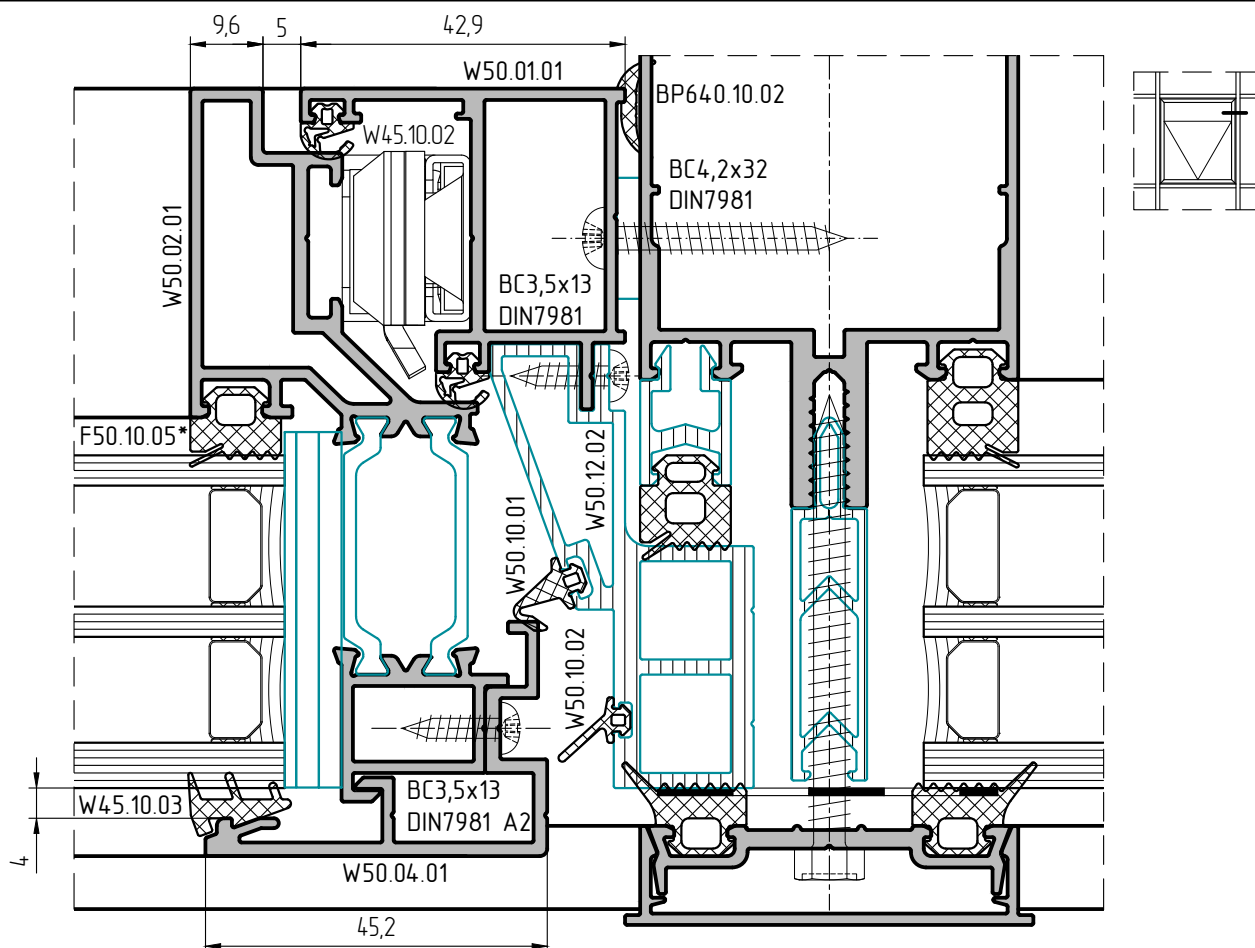 9,6
5
42,9
W50.01.01
BP640.10.02
W45.10.02
BC4,2x32
DIN7981
W50.02.01
BC3,5x13
DIN7981
F50.10.05*
W50.12.02
W50.10.01
W50.10.02
W45.10.03
BC3,5x13
DIN7981 A2
4
W50.04.01
45,2